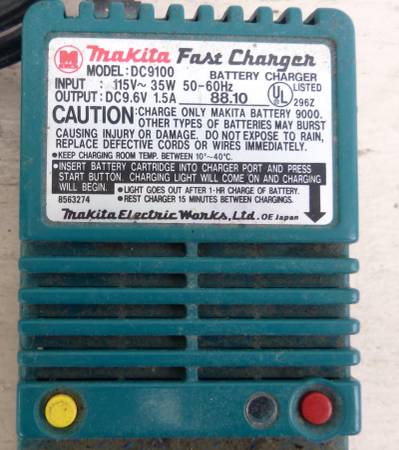 Makita Fast Charger
MODEL: DC9100 BATTERY CHARGER
INPUT : 115V~ 35W 50-60Hz UL LISTED
OUTPUT: DC9.6V 1.5A 88.10 296Z
CAUTION: CHARGE ONLY MAKITA BATTERY 9000.
OTHER TYPES OF BATTERIES MAY BURST
CAUSING INJURY OR DAMAGE. DO NOT EXPOSE TO RAIN,
REPLACE DEFECTIVE CORDS OR WIRES IMMEDIATELY.
●KEEP CHARGING ROOM TEMP. BETWEEN 10°~40℃.
●INSERT BATTERY CARTRIDGE INTO CHARGER PORT AND PRESS
START BUTTON. CHARGING LIGHT WILL COME ON AND CHARGING
WILL BEGIN. ●LIGHT GOES OUT AFTER 1-HR CHARGE OF BATTERY.
●REST CHARGER 15 MINUTES BETWEEN CHARGINGS.
8563274
Makita Electric Works, Ltd. OE Japan